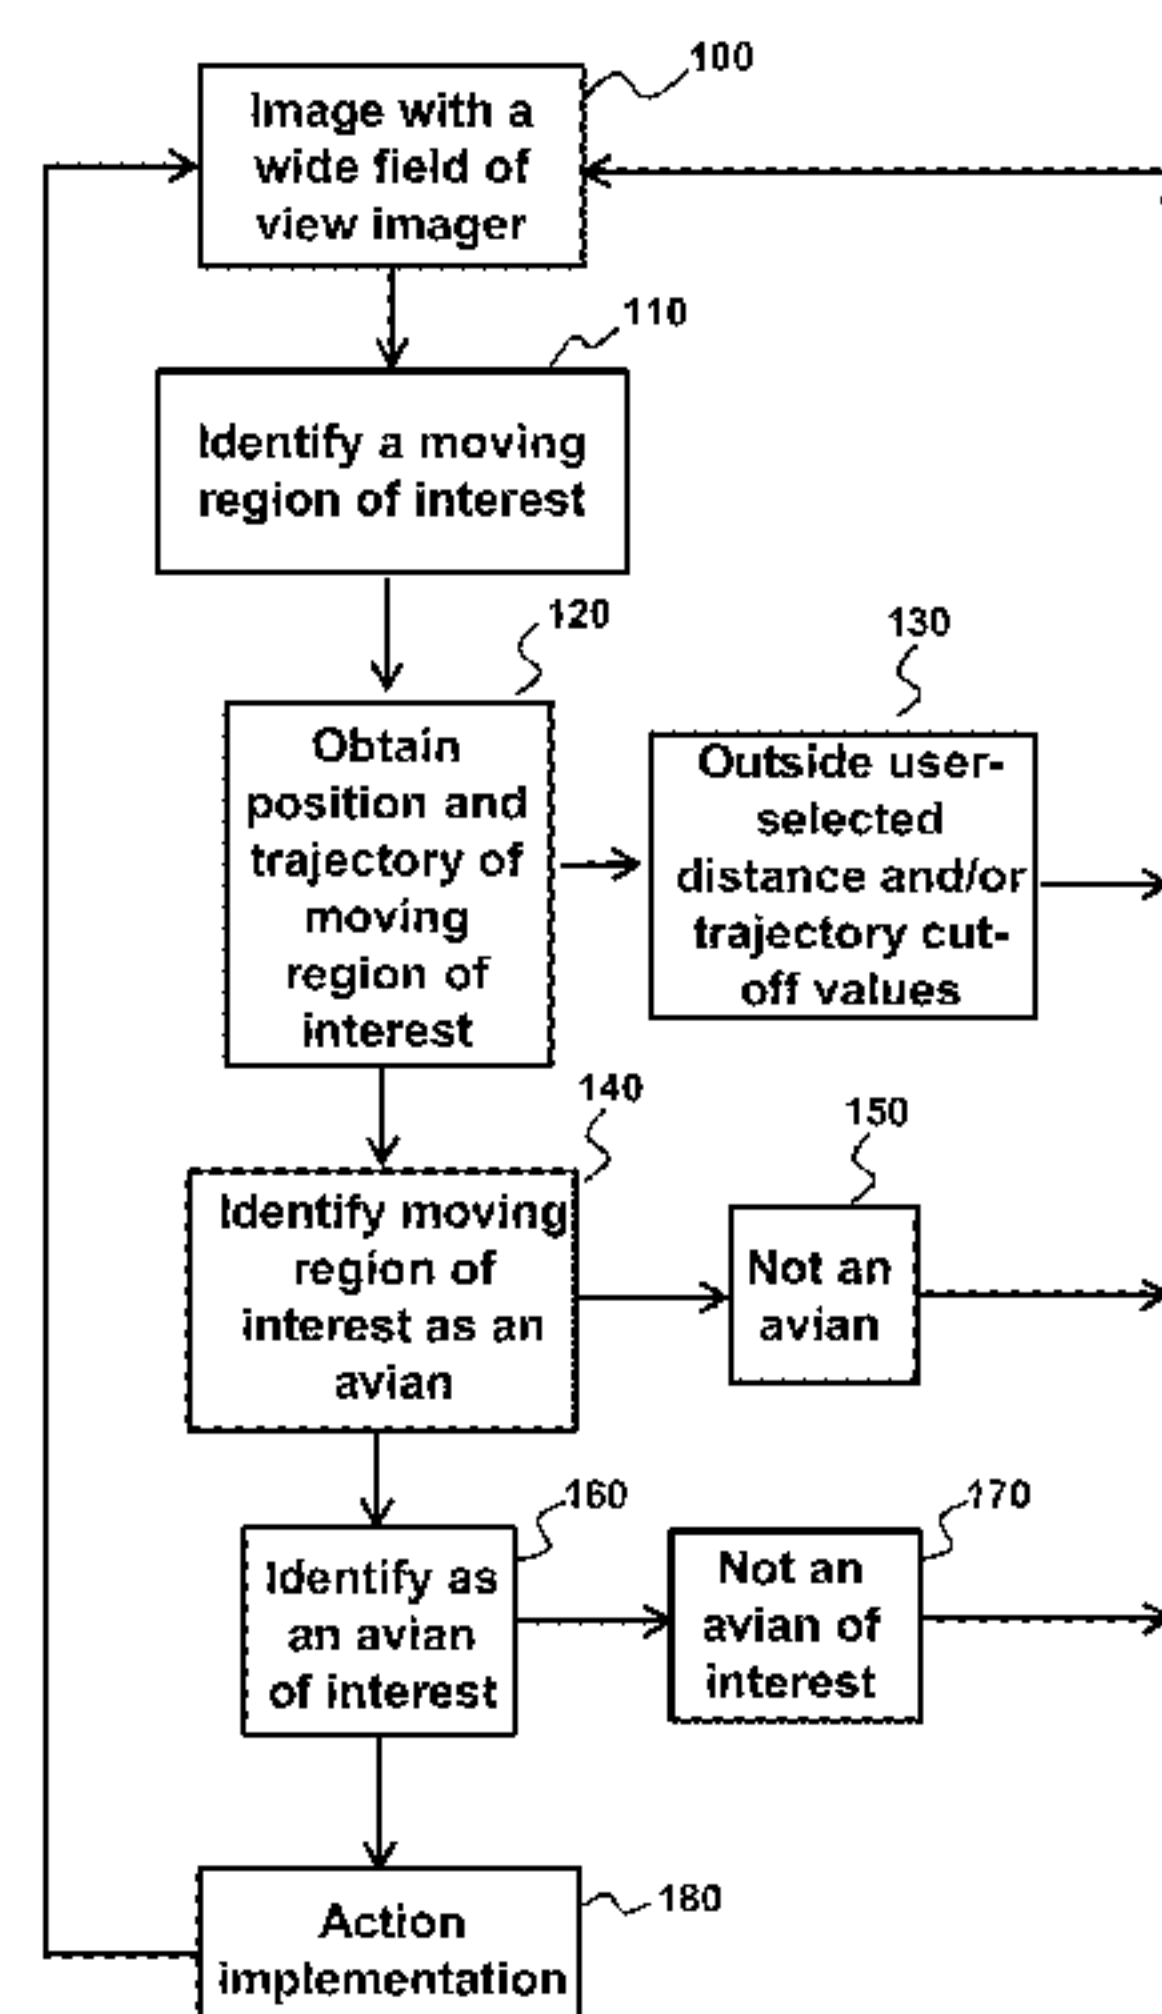 100
Image with a
wide field of
view imager
110
Identify a moving
region of interest
120
Obtain
position and
trajectory of
moving
region of
interest
130
Outside user-
selected
distance and/or
trajectory cut-
off values
140
Identify moving
region of
interest as an
avian
150
Not an
avian
160
Identify as
an avian
of interest
170
Not an
avian of
interest
180
Action
implementation